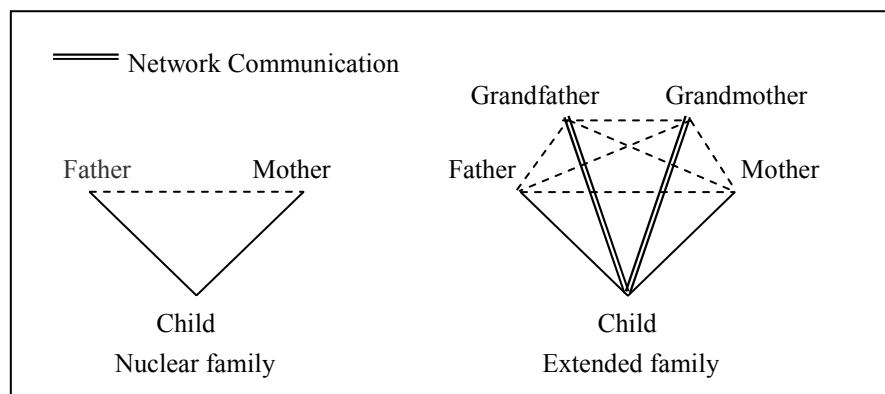 Network Communication
Grandfather Grandmother
Father Mother Father Mother
Child Child
Nuclear family Extended family